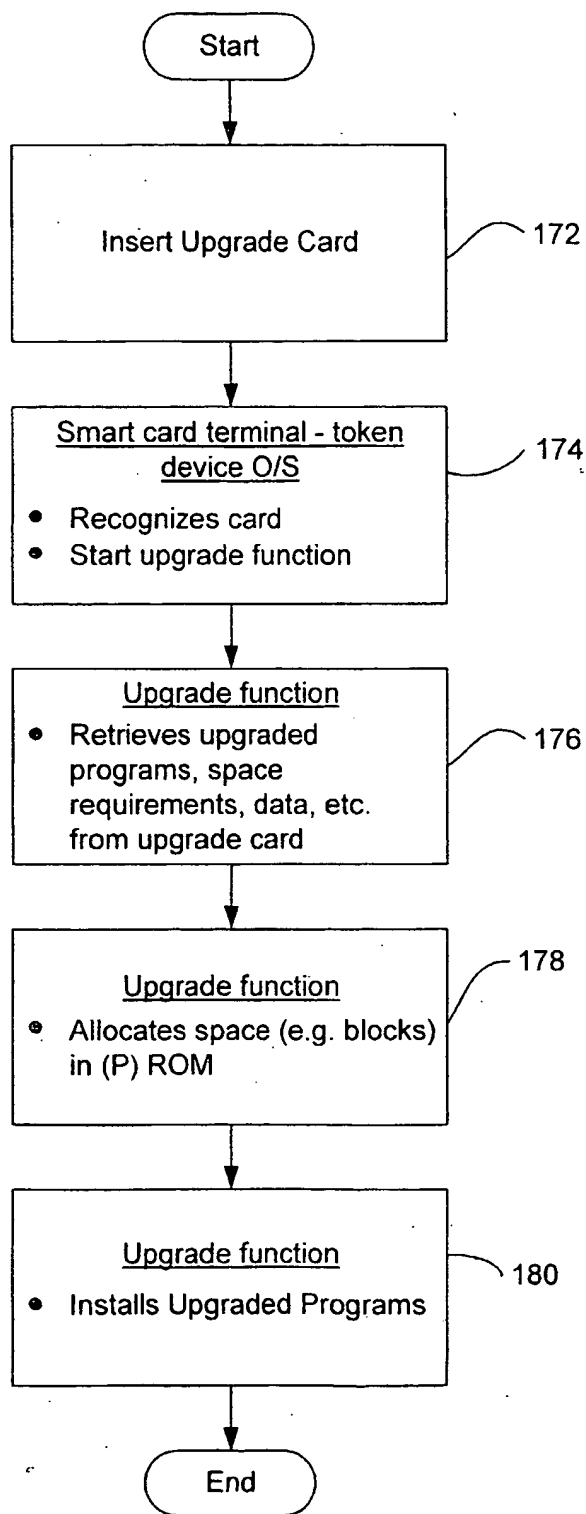 Start
Insert Upgrade Card
172
Smart card terminal - token
device O/S
• Recognizes card
• Start upgrade function
174
Upgrade function
• Retrieves upgraded
programs, space
requirements, data, etc.
from upgrade card
176
Upgrade function
• Allocates space (e.g. blocks)
in (P) ROM
178
Upgrade function
• Installs Upgraded Programs
180
End